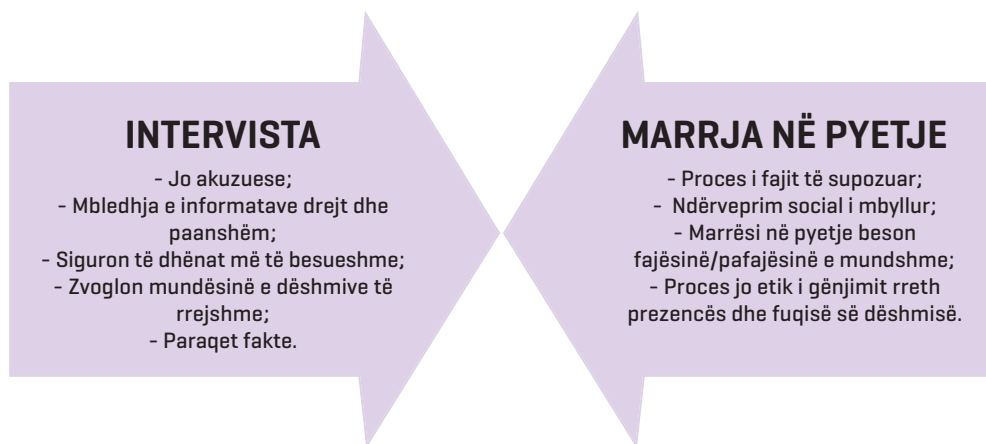 INTERVISTA
- Jo akuzuese;
- Mbledhja e informatave drejt dhe
paanshëm;
- Siguron të dhënat më të besueshme;
- Zvoglon mundësinë e dëshmive të
rrejshme;
- Paraqet fakte.
MARRJA NË PYETJE
- Proces i fajit të supozuar;
- Ndërveprim social i mbyllur;
- Marrësi në pyetje beson
fajësinë/pafajësinë e mundshme;
- Proces jo etik i gënjimit rreth
prezencës dhe fuqisë së dëshmisë.